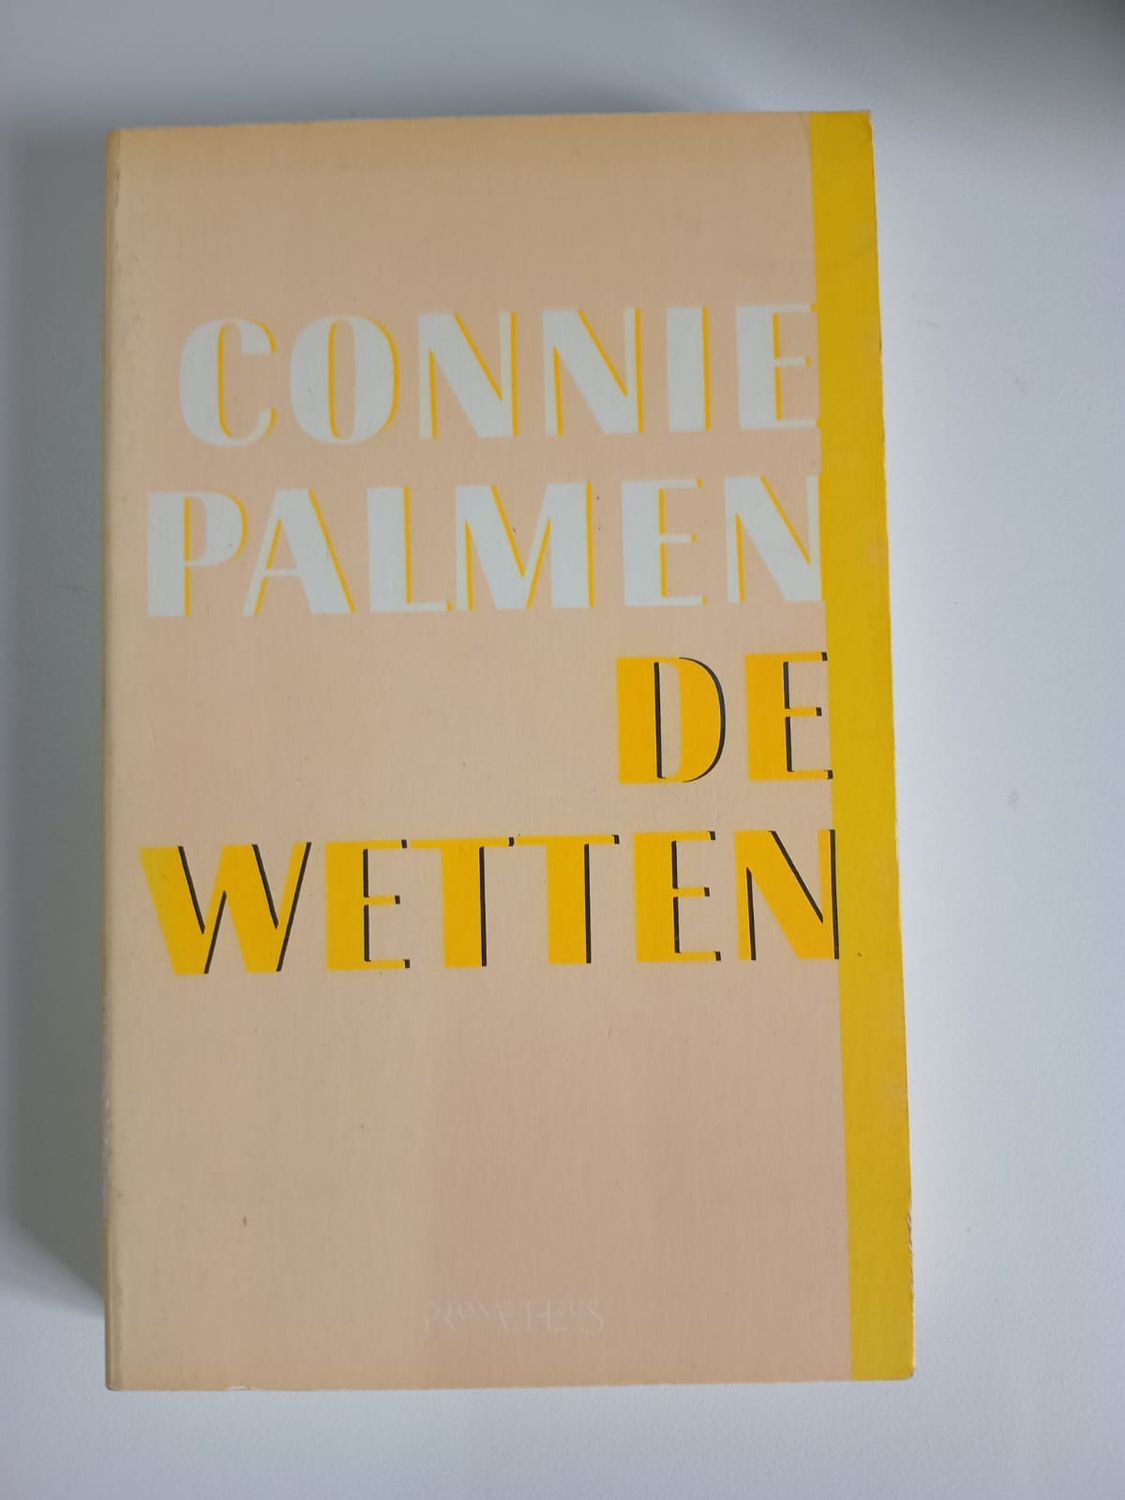 CONNIE
PALMEN
DE
WETTEN
PROMETHEUS